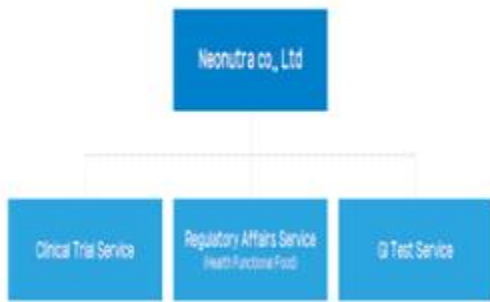 Neonutra co., Ltd
Clinical Trial Service
Regulatory Affairs Service
(Health Functional Food)
GI Test Service